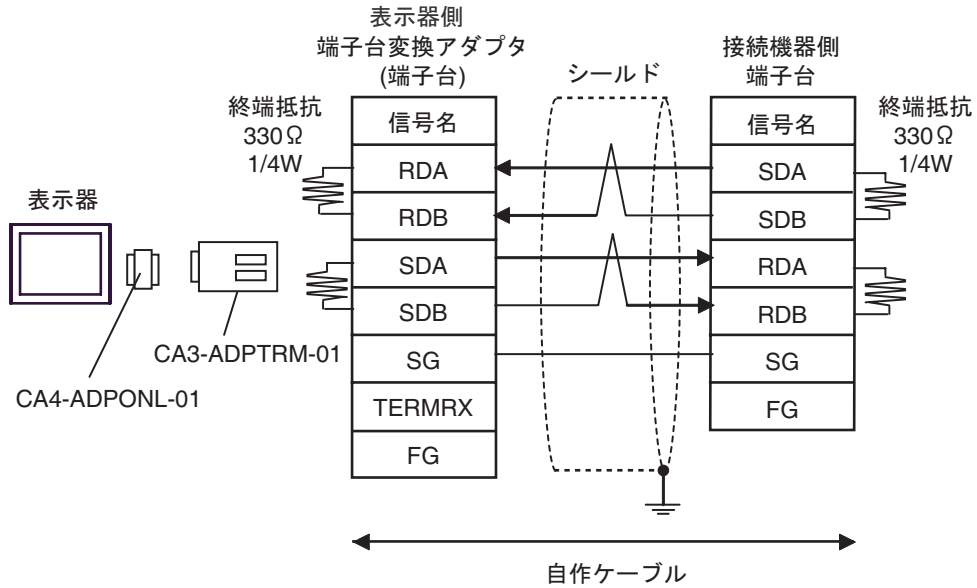 表示器側
端子台変換アダプタ
(端子台)
シールド
接続機器側
端子台
終端抵抗
330Ω
1/4W
終端抵抗
330Ω
1/4W
信号名
RDA
RDB
SDA
SDB
SG
TERMRX
FG
信号名
SDA
SDB
RDA
RDB
SG
FG
表示器
CA3-ADPTRM-01
CA4-ADPONL-01
自作ケーブル